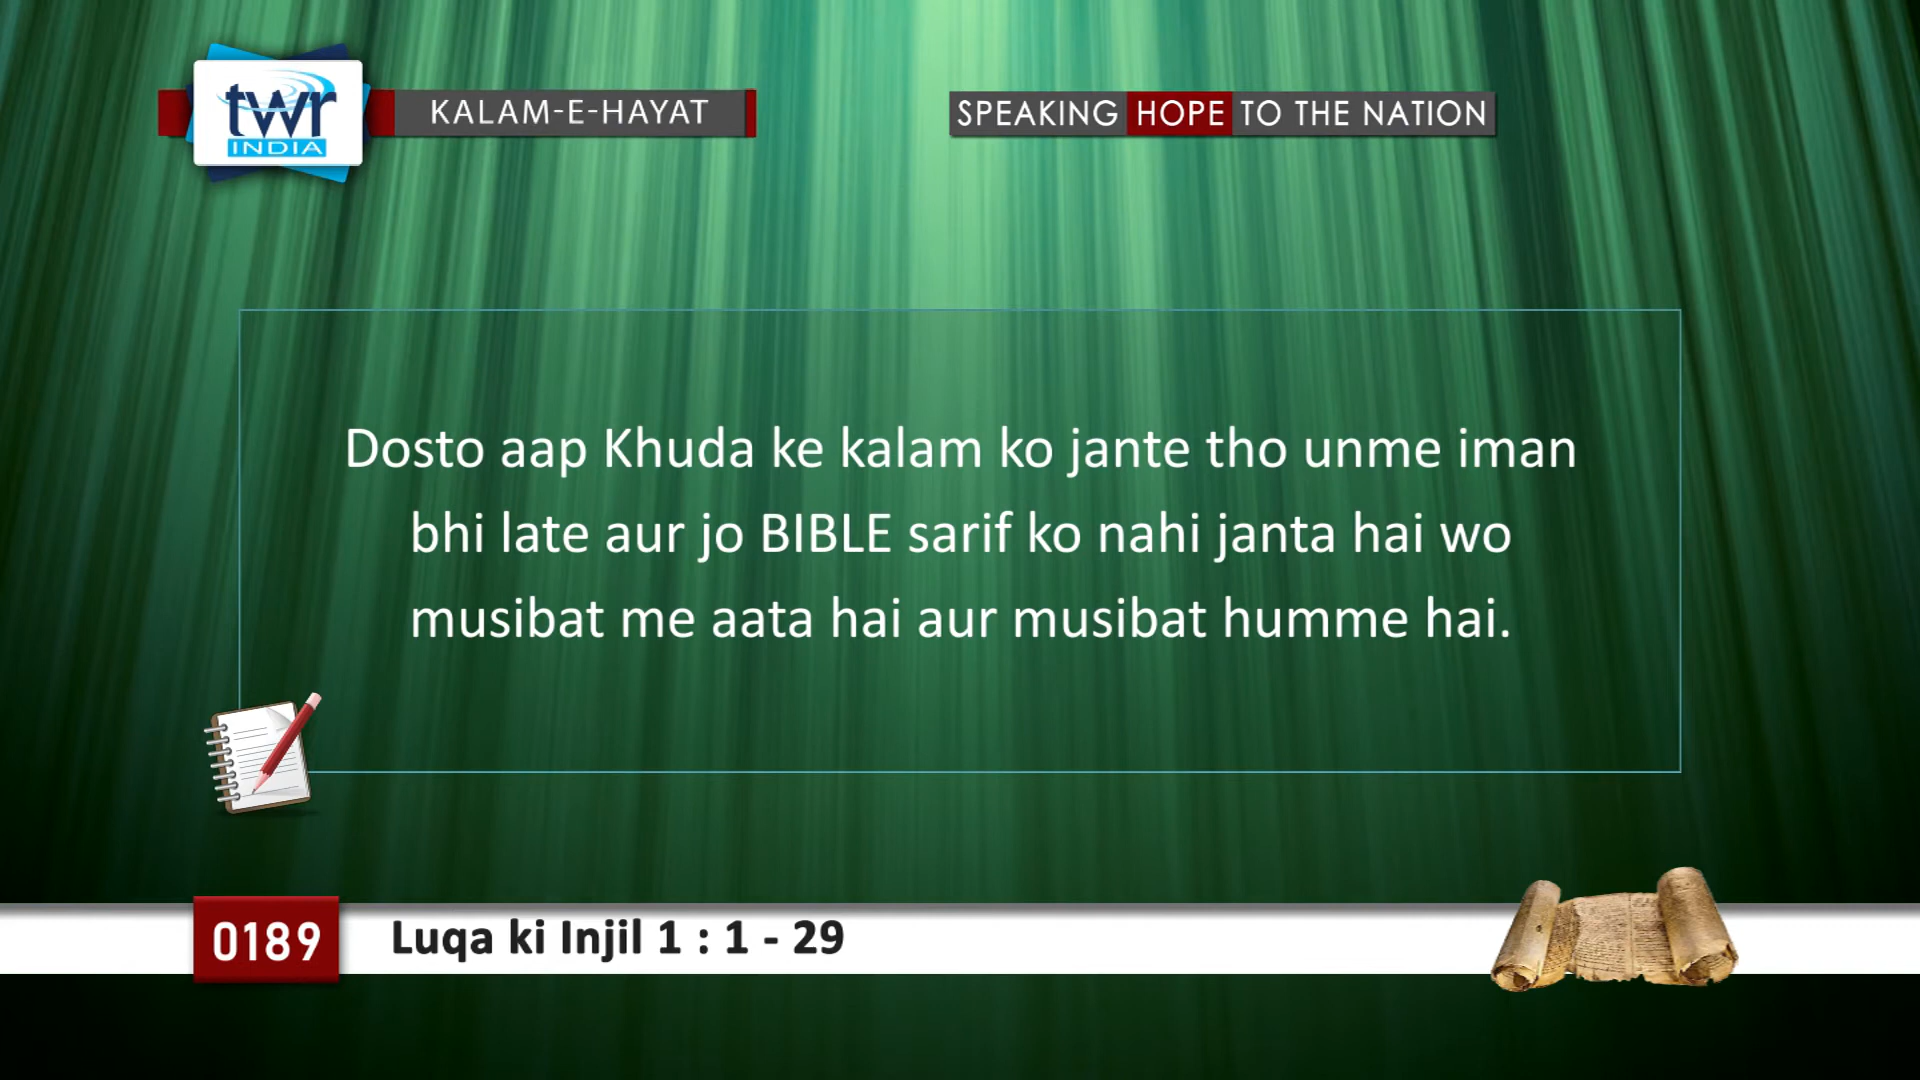 twr
INDIA
KALAM-E-HAYAT
SPEAKING HOPE TO THE NATION
Dosto aap Khuda ke kalam ko jante tho unme iman
bhi late aur jo BIBLE sarif ko nahi janta hai wo
musibat me aata hai aur musibat humme hai.
0189
Luqa ki Injil 1 : 1 - 29